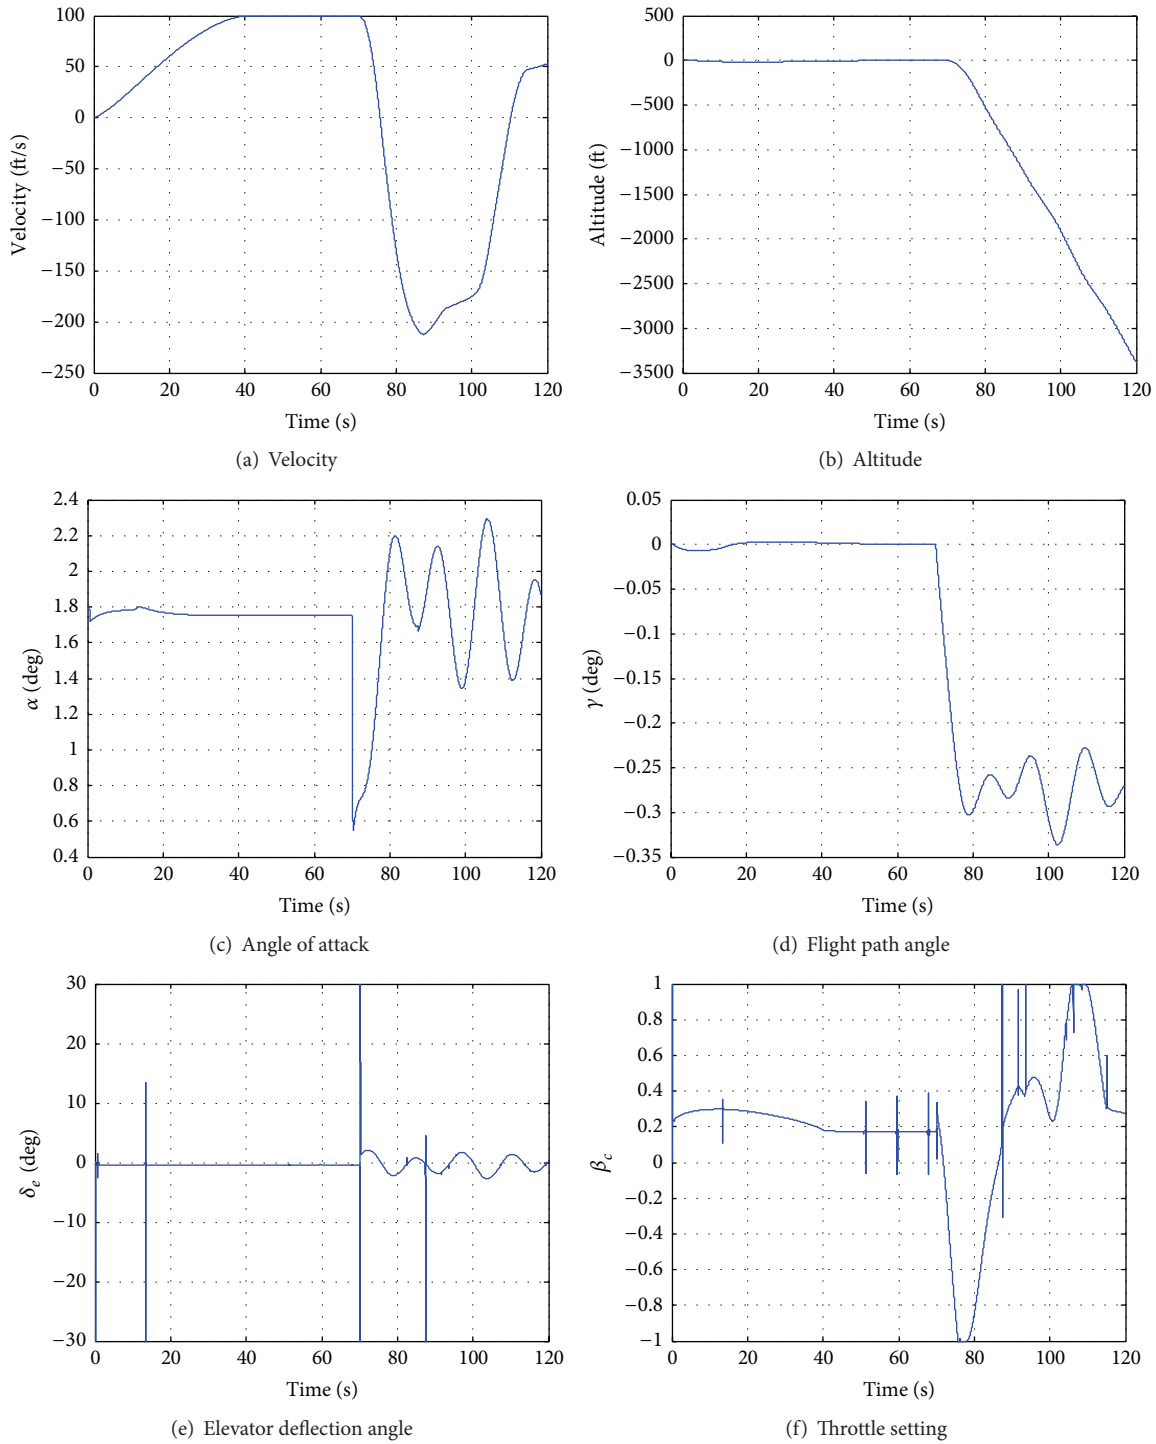 100
50
0
−50
−100
−150
−200
−250
Velocity (ft/s)
0 20 40 60 80 100 120
Time (s)
(a) Velocity
500
0
−500
−1000
−1500
−2000
−2500
−3000
−3500
Altitude (ft)
0 20 40 60 80 100 120
Time (s)
(b) Altitude
2.4
2.2
2
1.8
1.6
1.4
1.2
1
0.8
0.6
0.4
α (deg)
0 20 40 60 80 100 120
Time (s)
(c) Angle of attack
0.05
0
−0.05
−0.1
−0.15
−0.2
−0.25
−0.3
−0.35
γ (deg)
0 20 40 60 80 100 120
Time (s)
(d) Flight path angle
30
20
10
0
−10
−20
−30
δe (deg)
0 20 40 60 80 100 120
Time (s)
(e) Elevator deflection angle
1
0.8
0.6
0.4
0.2
0
−0.2
−0.4
−0.6
−0.8
−1
βc
0 20 40 60 80 100 120
Time (s)
(f) Throttle setting